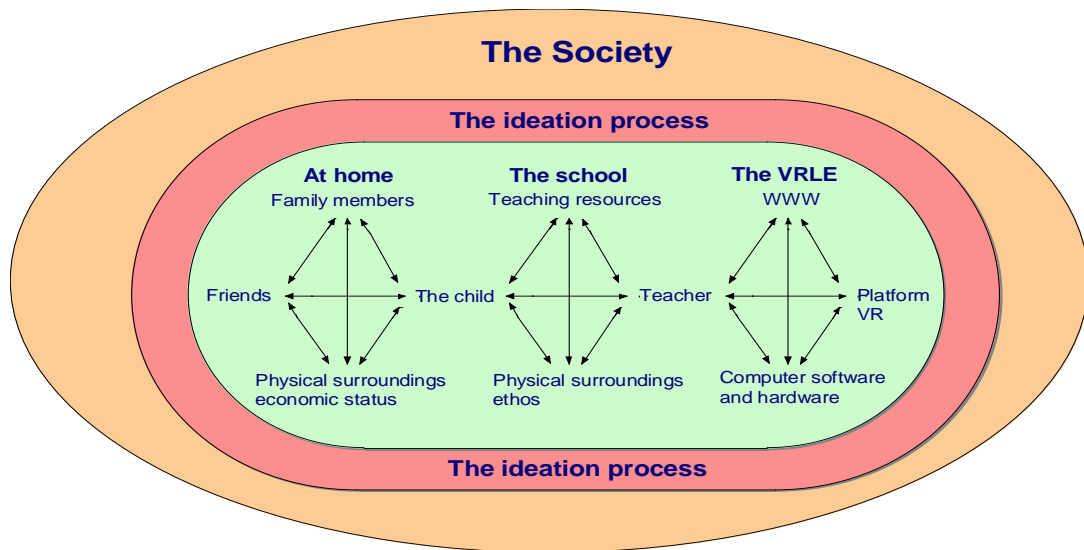 The Society
The ideation process
At home
Family members
The school
Teaching resources
The VRLE
WWW
Friends
The child
Teacher
Platform
VR
Physical surroundings
economic status
Physical surroundings
ethos
Computer software
and hardware
The ideation process